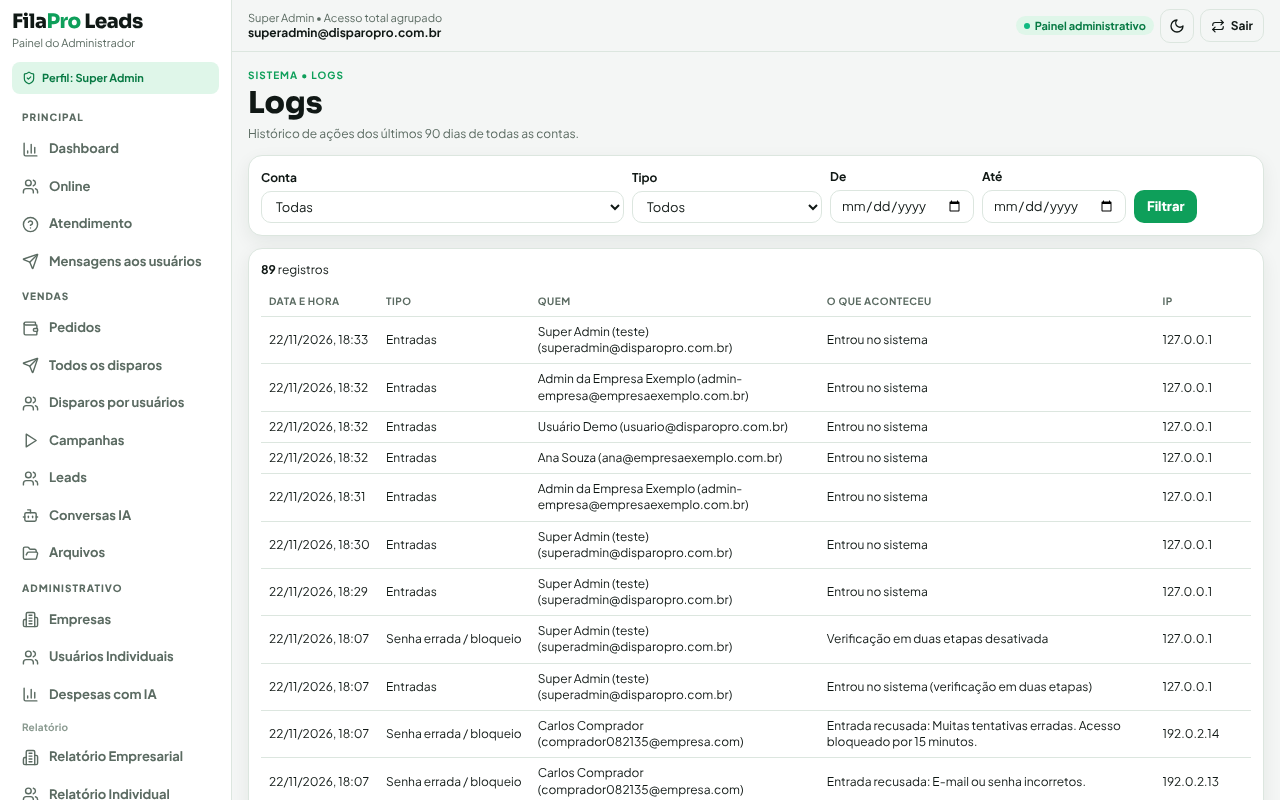 FilaPro Leads
Painel do Administrador
Perfil: Super Admin
PRINCIPAL
Dashboard
Online
Atendimento
Mensagens aos usuários
VENDAS
Pedidos
Todos os disparos
Disparos por usuários
Campanhas
Leads
Conversas IA
Arquivos
ADMINISTRATIVO
Empresas
Usuários Individuais
Despesas com IA
Relatório
Relatório Empresarial
Relatório Individual
Super Admin • Acesso total agrupado
superadmin@disparopro.com.br
Painel administrativo
Sair
SISTEMA • LOGS
Logs
Histórico de ações dos últimos 90 dias de todas as contas.
Conta Tipo De Até
Todas Todos mm/dd/yyyy mm/dd/yyyy Filtrar
89 registros
DATA E HORA TIPO QUEM O QUE ACONTECEU IP
22/11/2026, 18:33 Entradas Super Admin (teste) Entrou no sistema 127.0.0.1
(superadmin@disparopro.com.br)
22/11/2026, 18:32 Entradas Admin da Empresa Exemplo (admin- Entrou no sistema 127.0.0.1
empresa@empresaexemplo.com.br)
22/11/2026, 18:32 Entradas Usuário Demo (usuario@disparopro.com.br) Entrou no sistema 127.0.0.1
22/11/2026, 18:32 Entradas Ana Souza (ana@empresaexemplo.com.br) Entrou no sistema 127.0.0.1
22/11/2026, 18:31 Entradas Admin da Empresa Exemplo (admin- Entrou no sistema 127.0.0.1
empresa@empresaexemplo.com.br)
22/11/2026, 18:30 Entradas Super Admin (teste) Entrou no sistema 127.0.0.1
(superadmin@disparopro.com.br)
22/11/2026, 18:29 Entradas Super Admin (teste) Entrou no sistema 127.0.0.1
(superadmin@disparopro.com.br)
22/11/2026, 18:07 Senha errada / bloqueio Super Admin (teste) Verificação em duas etapas desativada 127.0.0.1
(superadmin@disparopro.com.br)
22/11/2026, 18:07 Entradas Super Admin (teste) Entrou no sistema (verificação em duas etapas) 127.0.0.1
(superadmin@disparopro.com.br)
22/11/2026, 18:07 Senha errada / bloqueio Carlos Comprador Entrada recusada: Muitas tentativas erradas. Acesso 192.0.2.14
(comprador082135@empresa.com) bloqueado por 15 minutos.
22/11/2026, 18:07 Senha errada / bloqueio Carlos Comprador Entrada recusada: E-mail ou senha incorretos. 192.0.2.13
(comprador082135@empresa.com)